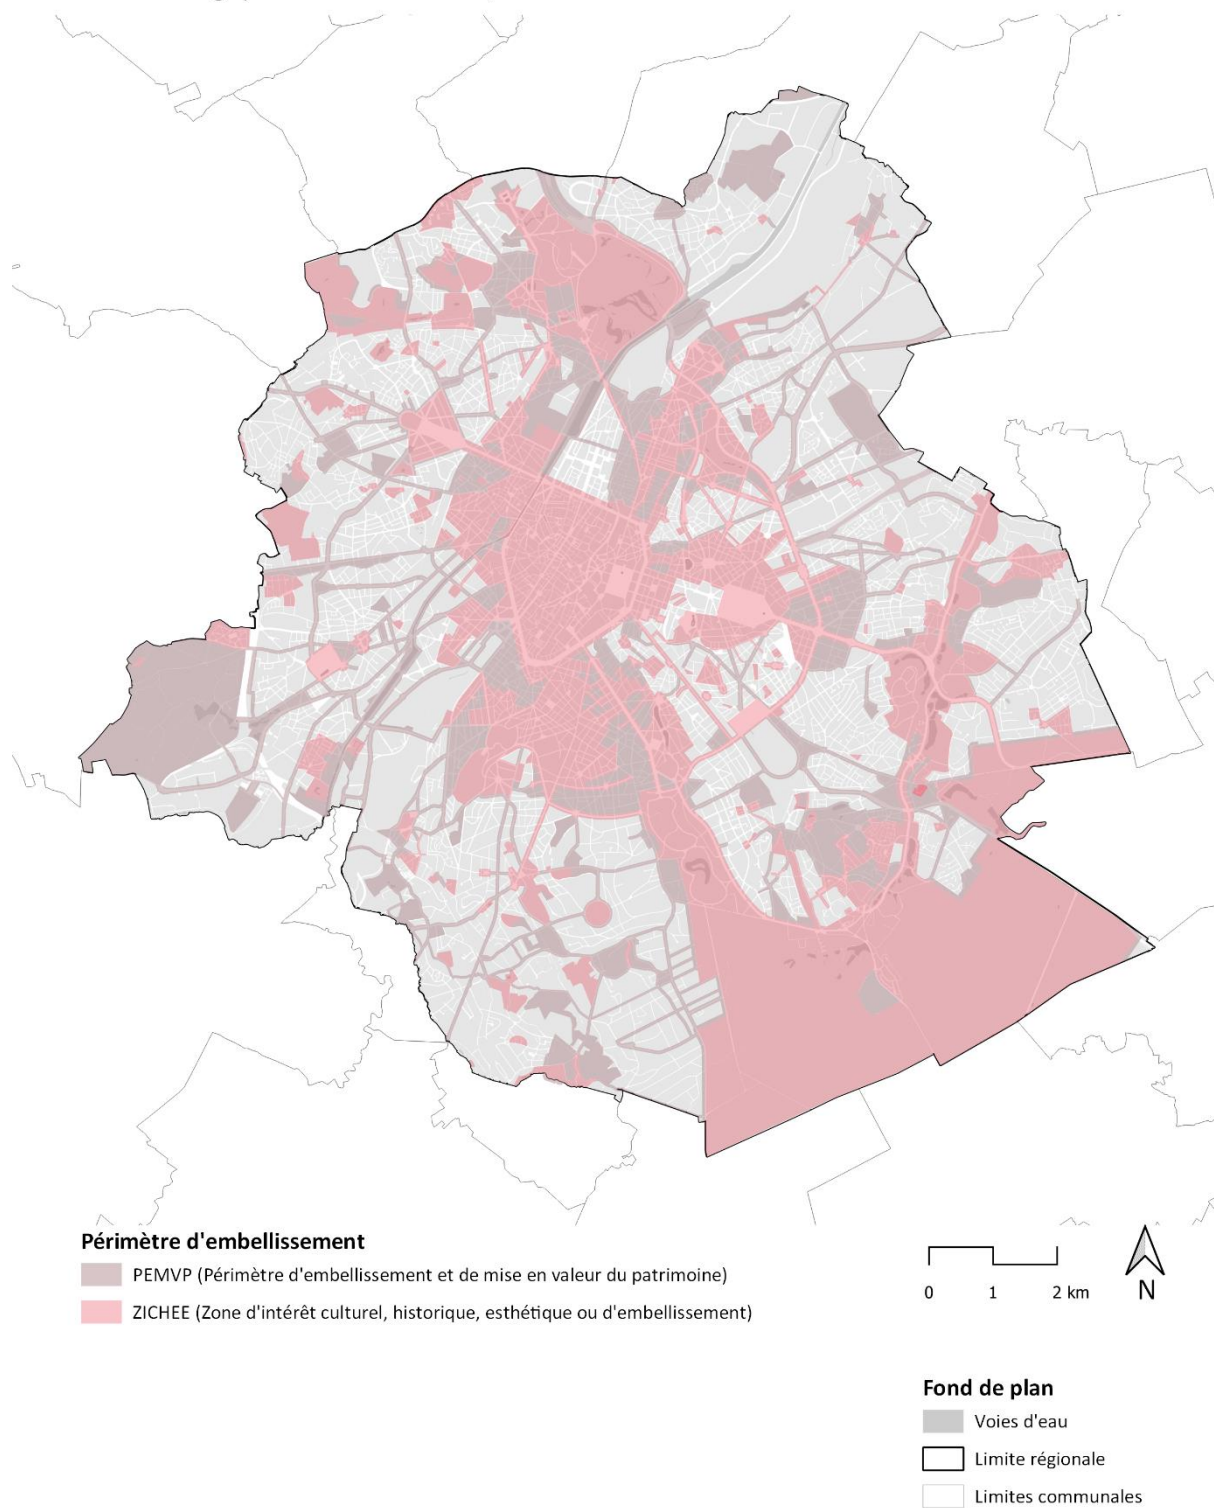 Périmètre d'embellissement
PEMVP (Périmètre d'embellissement et de mise en valeur du patrimoine)
ZICHEE (Zone d'intérêt culturel, historique, esthétique ou d'embellissement)
0 1 2 km
N
Fond de plan
Voies d'eau
Limite régionale
Limites communales